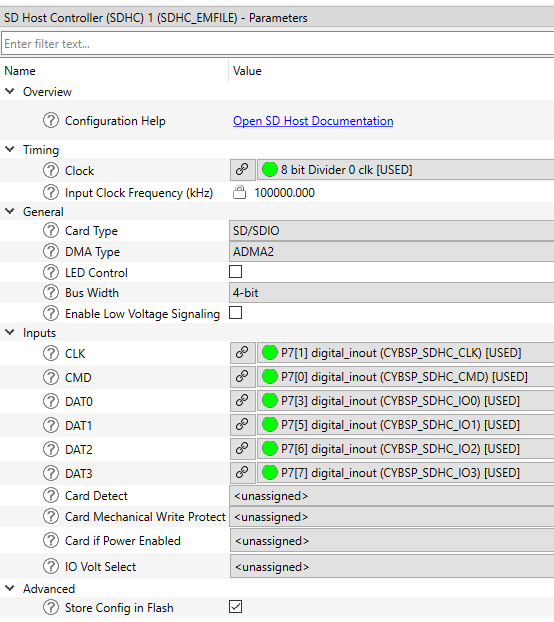 SD Host Controller (SDHC) 1 (SDHC_EMFILE) - Parameters
Enter filter text...
Name Value
Overview
? Configuration Help Open SD Host Documentation
Timing
? Clock 8 bit Divider 0 clk [USED]
? Input Clock Frequency (kHz) 100000.000
General
? Card Type SD/SDIO
? DMA Type ADMA2
? LED Control
? Bus Width 4-bit
? Enable Low Voltage Signaling
Inputs
? CLK P7[1] digital_inout (CYBSP_SDHC_CLK) [USED]
? CMD P7[0] digital_inout (CYBSP_SDHC_CMD) [USED]
? DAT0 P7[3] digital_inout (CYBSP_SDHC_IO0) [USED]
? DAT1 P7[5] digital_inout (CYBSP_SDHC_IO1) [USED]
? DAT2 P7[6] digital_inout (CYBSP_SDHC_IO2) [USED]
? DAT3 P7[7] digital_inout (CYBSP_SDHC_IO3) [USED]
? Card Detect <unassigned>
? Card Mechanical Write Protect <unassigned>
? Card if Power Enabled <unassigned>
? IO Volt Select <unassigned>
Advanced
? Store Config in Flash